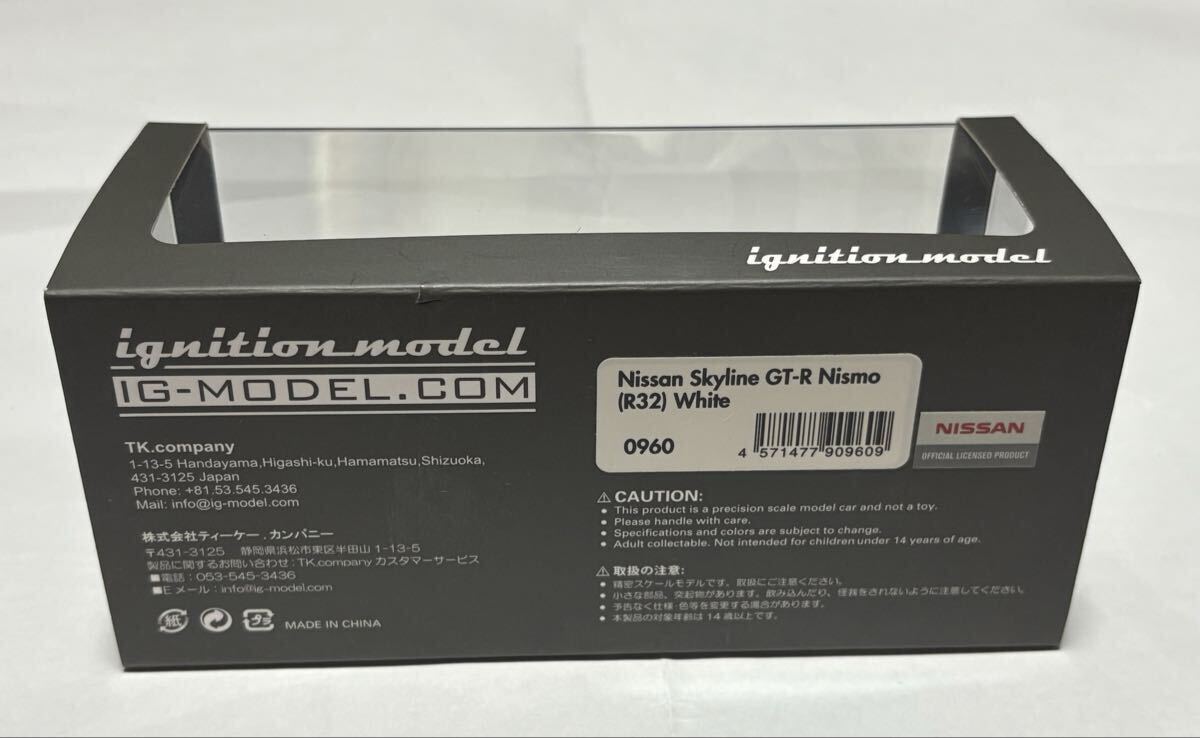 ignition model
ignition model
IG-MODEL.COM
TK.company
1-13-5 Handayama,Higashi-ku,Hamamatsu,Shizuoka,
431-3125 Japan
Phone: +81.53.545.3436
Mail: info@ig-model.com
株式会社ティーケー.カンパニー
〒431-3125 静岡県浜松市東区半田山1-13-5
製品に関するお問い合わせ：TK.companyカスタマーサービス
■電話：053-545-3436
■Eメール：info@ig-model.com
紙
プラ
MADE IN CHINA
Nissan Skyline GT-R Nismo
(R32) White
0960
4 571477 909609
NISSAN
OFFICIAL LICENSED PRODUCT
⚠ CAUTION:
• This product is a precision scale model car and not a toy.
• Please handle with care.
• Specifications and colors are subject to change.
• Adult collectable. Not intended for children under 14 years of age.
⚠ 取扱の注意:
• 精密スケールモデルです。取扱にご注意ください。
• 小さな部品、突起物があります。飲み込んだり、怪我をされないように注意してください。
• 予告なく仕様・色等を変更する場合があります。
• 本製品の対象年齢は14歳以上です。